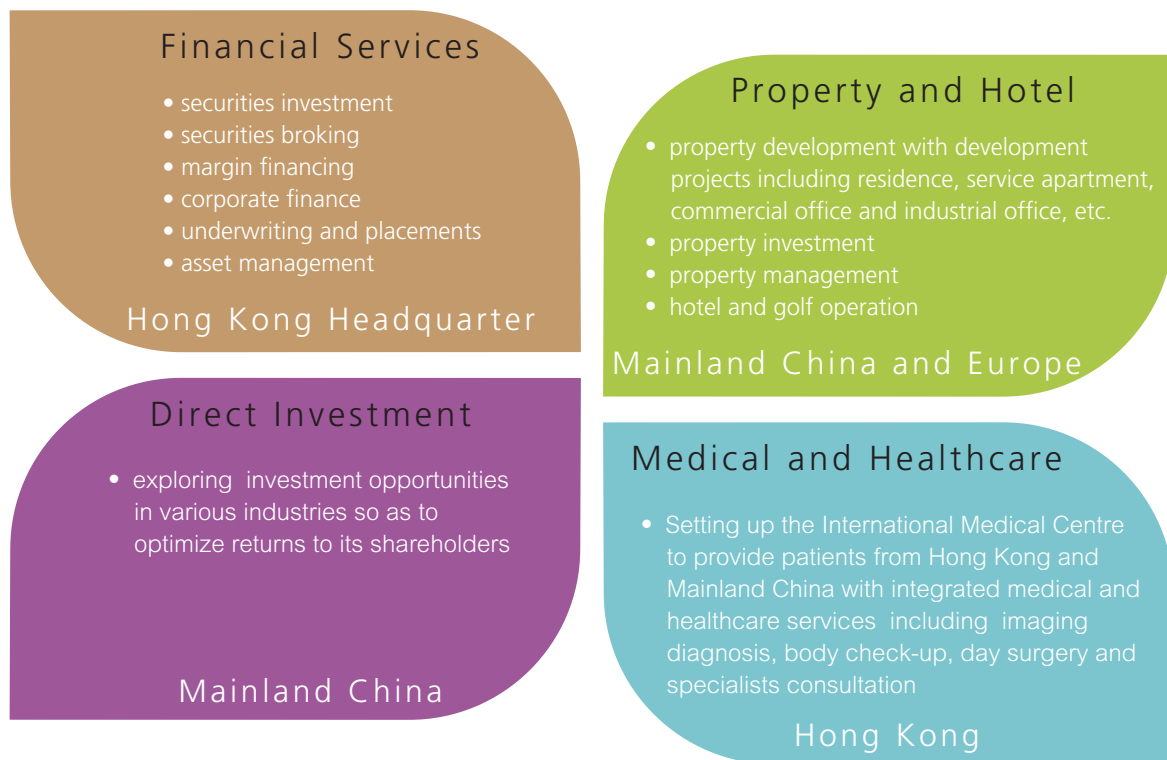 Financial Services
• securities investment
• securities broking
• margin financing
• corporate finance
• underwriting and placements
• asset management
Hong Kong Headquarter
Property and Hotel
• property development with development
projects including residence, service apartment,
commercial office and industrial office, etc.
• property investment
• property management
• hotel and golf operation
Mainland China and Europe
Direct Investment
• exploring investment opportunities
in various industries so as to
optimize returns to its shareholders
Mainland China
Medical and Healthcare
• Setting up the International Medical Centre
to provide patients from Hong Kong and
Mainland China with integrated medical and
healthcare services including imaging
diagnosis, body check-up, day surgery and
specialists consultation
Hong Kong